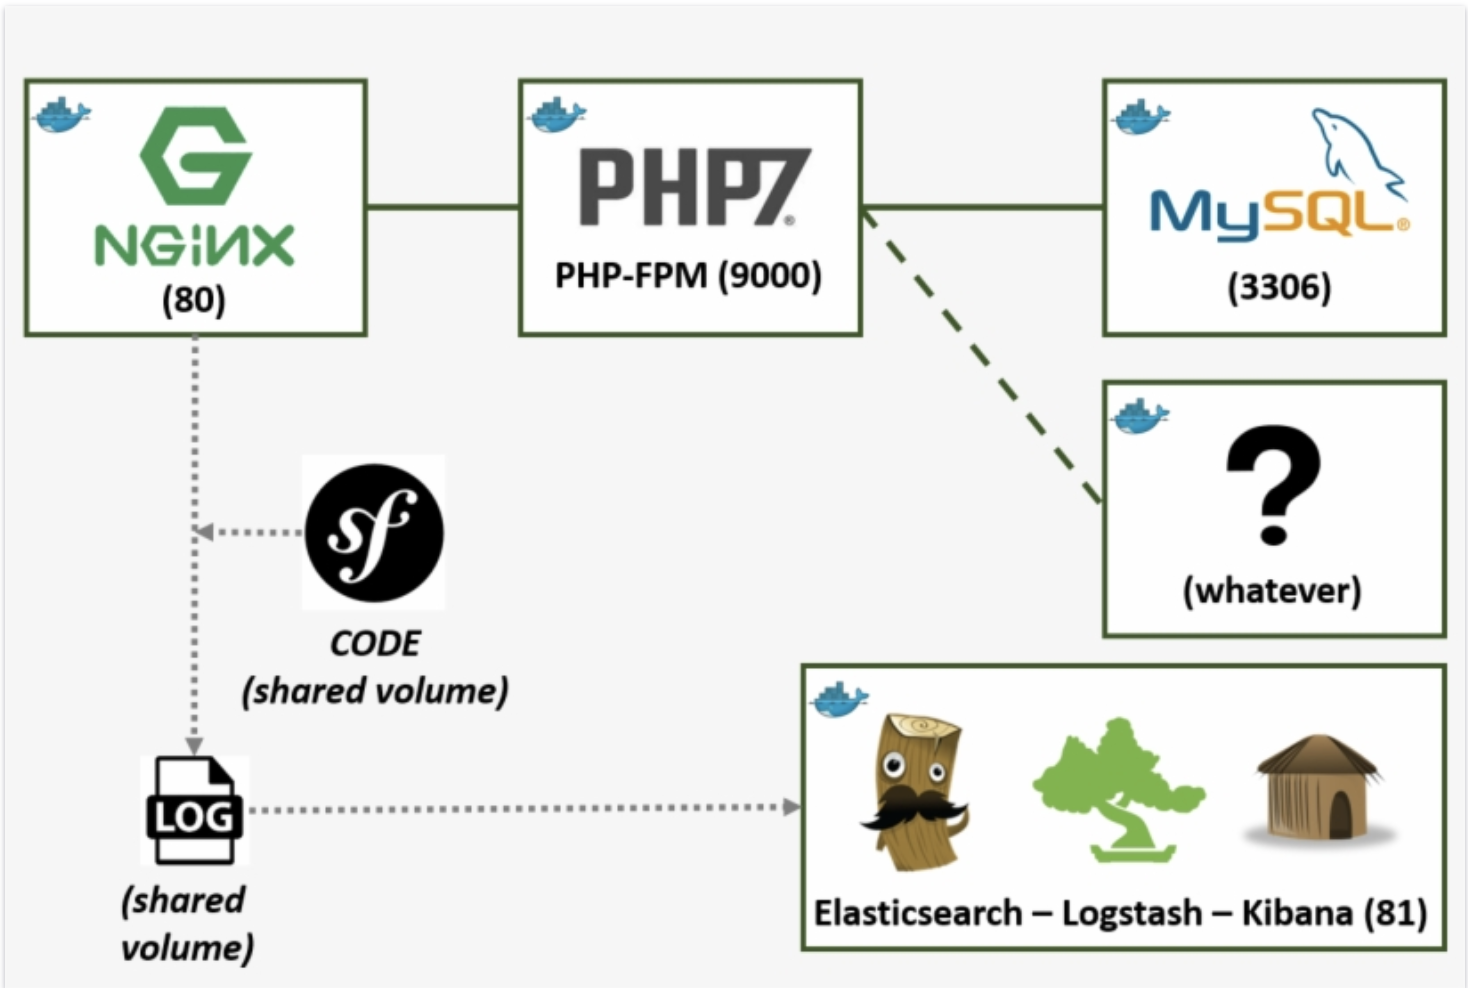 NGiNX
(80)
PHP7®
PHP-FPM (9000)
MySQL®
(3306)
?
(whatever)
sf
CODE
(shared volume)
LOG
(shared
volume)
Elasticsearch – Logstash – Kibana (81)